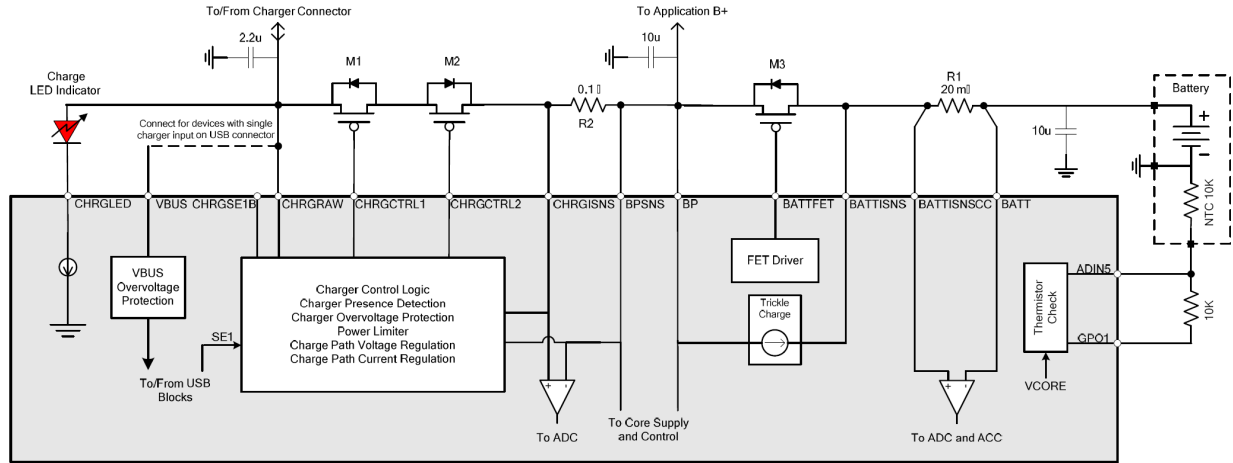 To/From Charger Connector
To Application B+
2.2u
10u
Charge
LED Indicator
M1
M2
0.1▯
R2
M3
R1
20 m▯
Battery
+
-
Connect for devices with single
charger input on USB connector
10u
NTC 10K
CHRGLED
VBUS
CHRGSE1B
CHRGRAW
CHRGCTRL1
CHRGCTRL2
CHRGISNS
BPSNS
BP
BATTFET
BATTISNS
BATTISNSCC
BATT
VBUS
Overvoltage
Protection
Charger Control Logic
Charger Presence Detection
Charger Overvoltage Protection
Power Limiter
Charge Path Voltage Regulation
Charge Path Current Regulation
SE1
To/From USB
Blocks
+ -
To ADC
To Core Supply
and Control
FET Driver
Trickle
Charge
+ -
To ADC and ACC
Thermistor
Check
ADIN5
GPO1
VCORE
10K